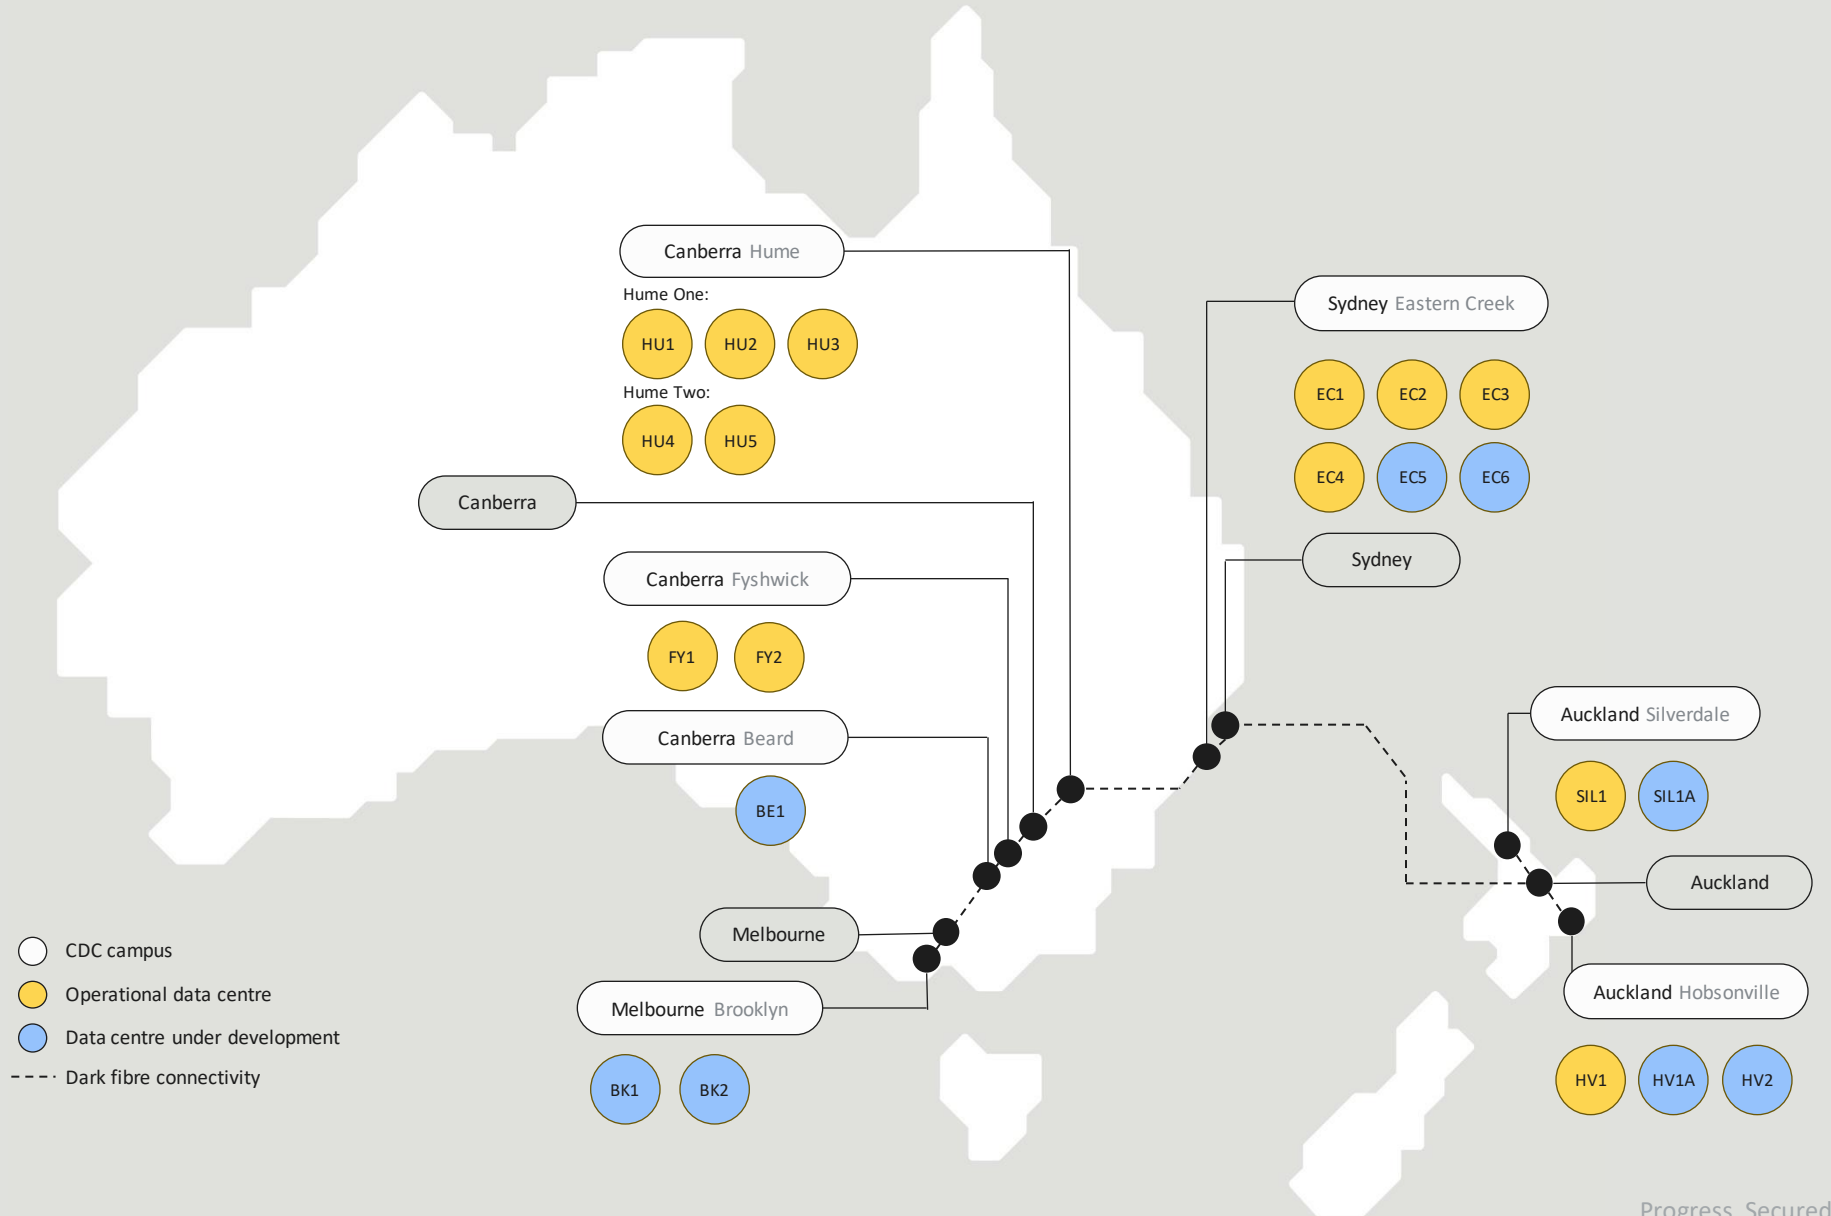 Canberra Hume
Hume One:
HU1 HU2 HU3
Hume Two:
HU4 HU5
Canberra
Canberra Fyshwick
FY1 FY2
Canberra Beard
BE1
Melbourne
Melbourne Brooklyn
BK1 BK2
Sydney Eastern Creek
EC1 EC2 EC3
EC4 EC5 EC6
Sydney
Auckland Silverdale
SIL1 SIL1A
Auckland
Auckland Hobsonville
HV1 HV1A HV2
CDC campus
Operational data centre
Data centre under development
Dark fibre connectivity
Progress. Secured